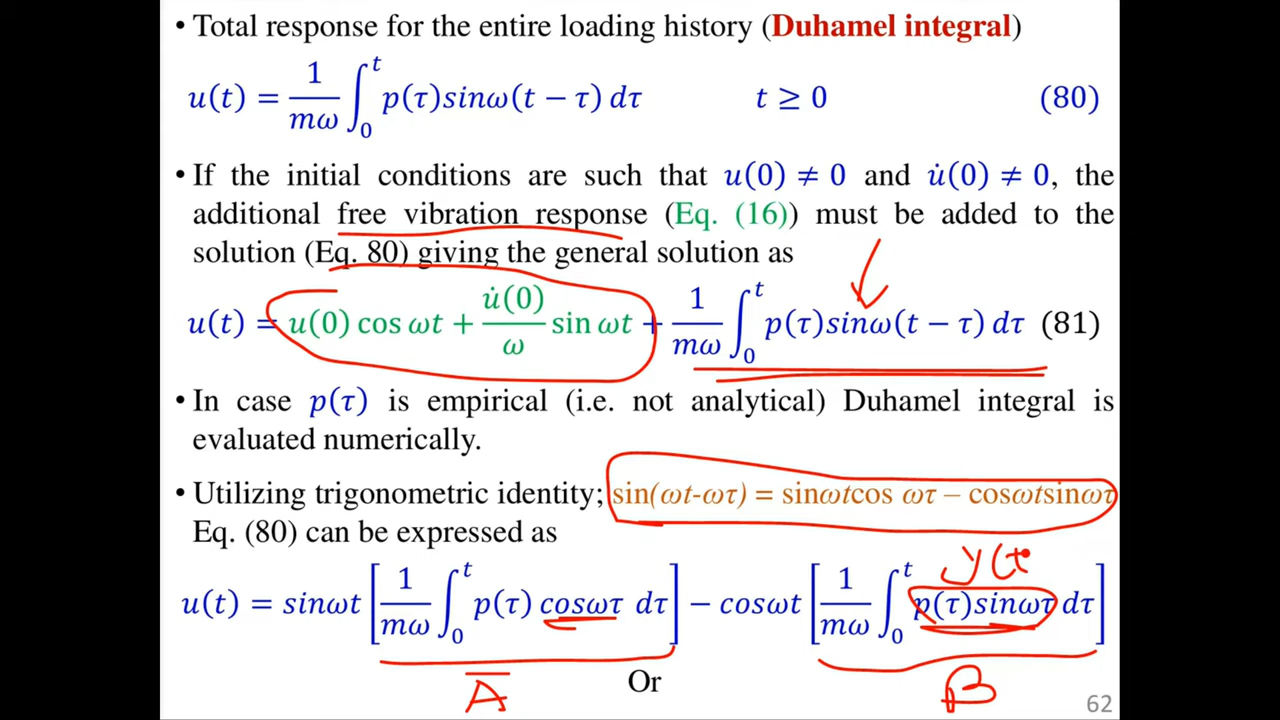 • Total response for the entire loading history (Duhamel integral)
u(t) = 1/mω ∫₀ᵗ p(τ)sinω(t − τ) dτ t ≥ 0 (80)
• If the initial conditions are such that u(0) ≠ 0 and u̇(0) ≠ 0, the
additional free vibration response (Eq. (16)) must be added to the
solution (Eq. 80) giving the general solution as
u(t) = u(0) cos ωt + u̇(0)/ω sin ωt + 1/mω ∫₀ᵗ p(τ)sinω(t − τ) dτ (81)
• In case p(τ) is empirical (i.e. not analytical) Duhamel integral is
evaluated numerically.
• Utilizing trigonometric identity; sin(ωt-ωτ) = sinωtcos ωτ – cosωtsinωτ
Eq. (80) can be expressed as
y(t
u(t) = sinωt [1/mω ∫₀ᵗ p(τ) cosωτ dτ] − cosωt [1/mω ∫₀ᵗ p(τ)sinωτ dτ]
A̅ Or B
62